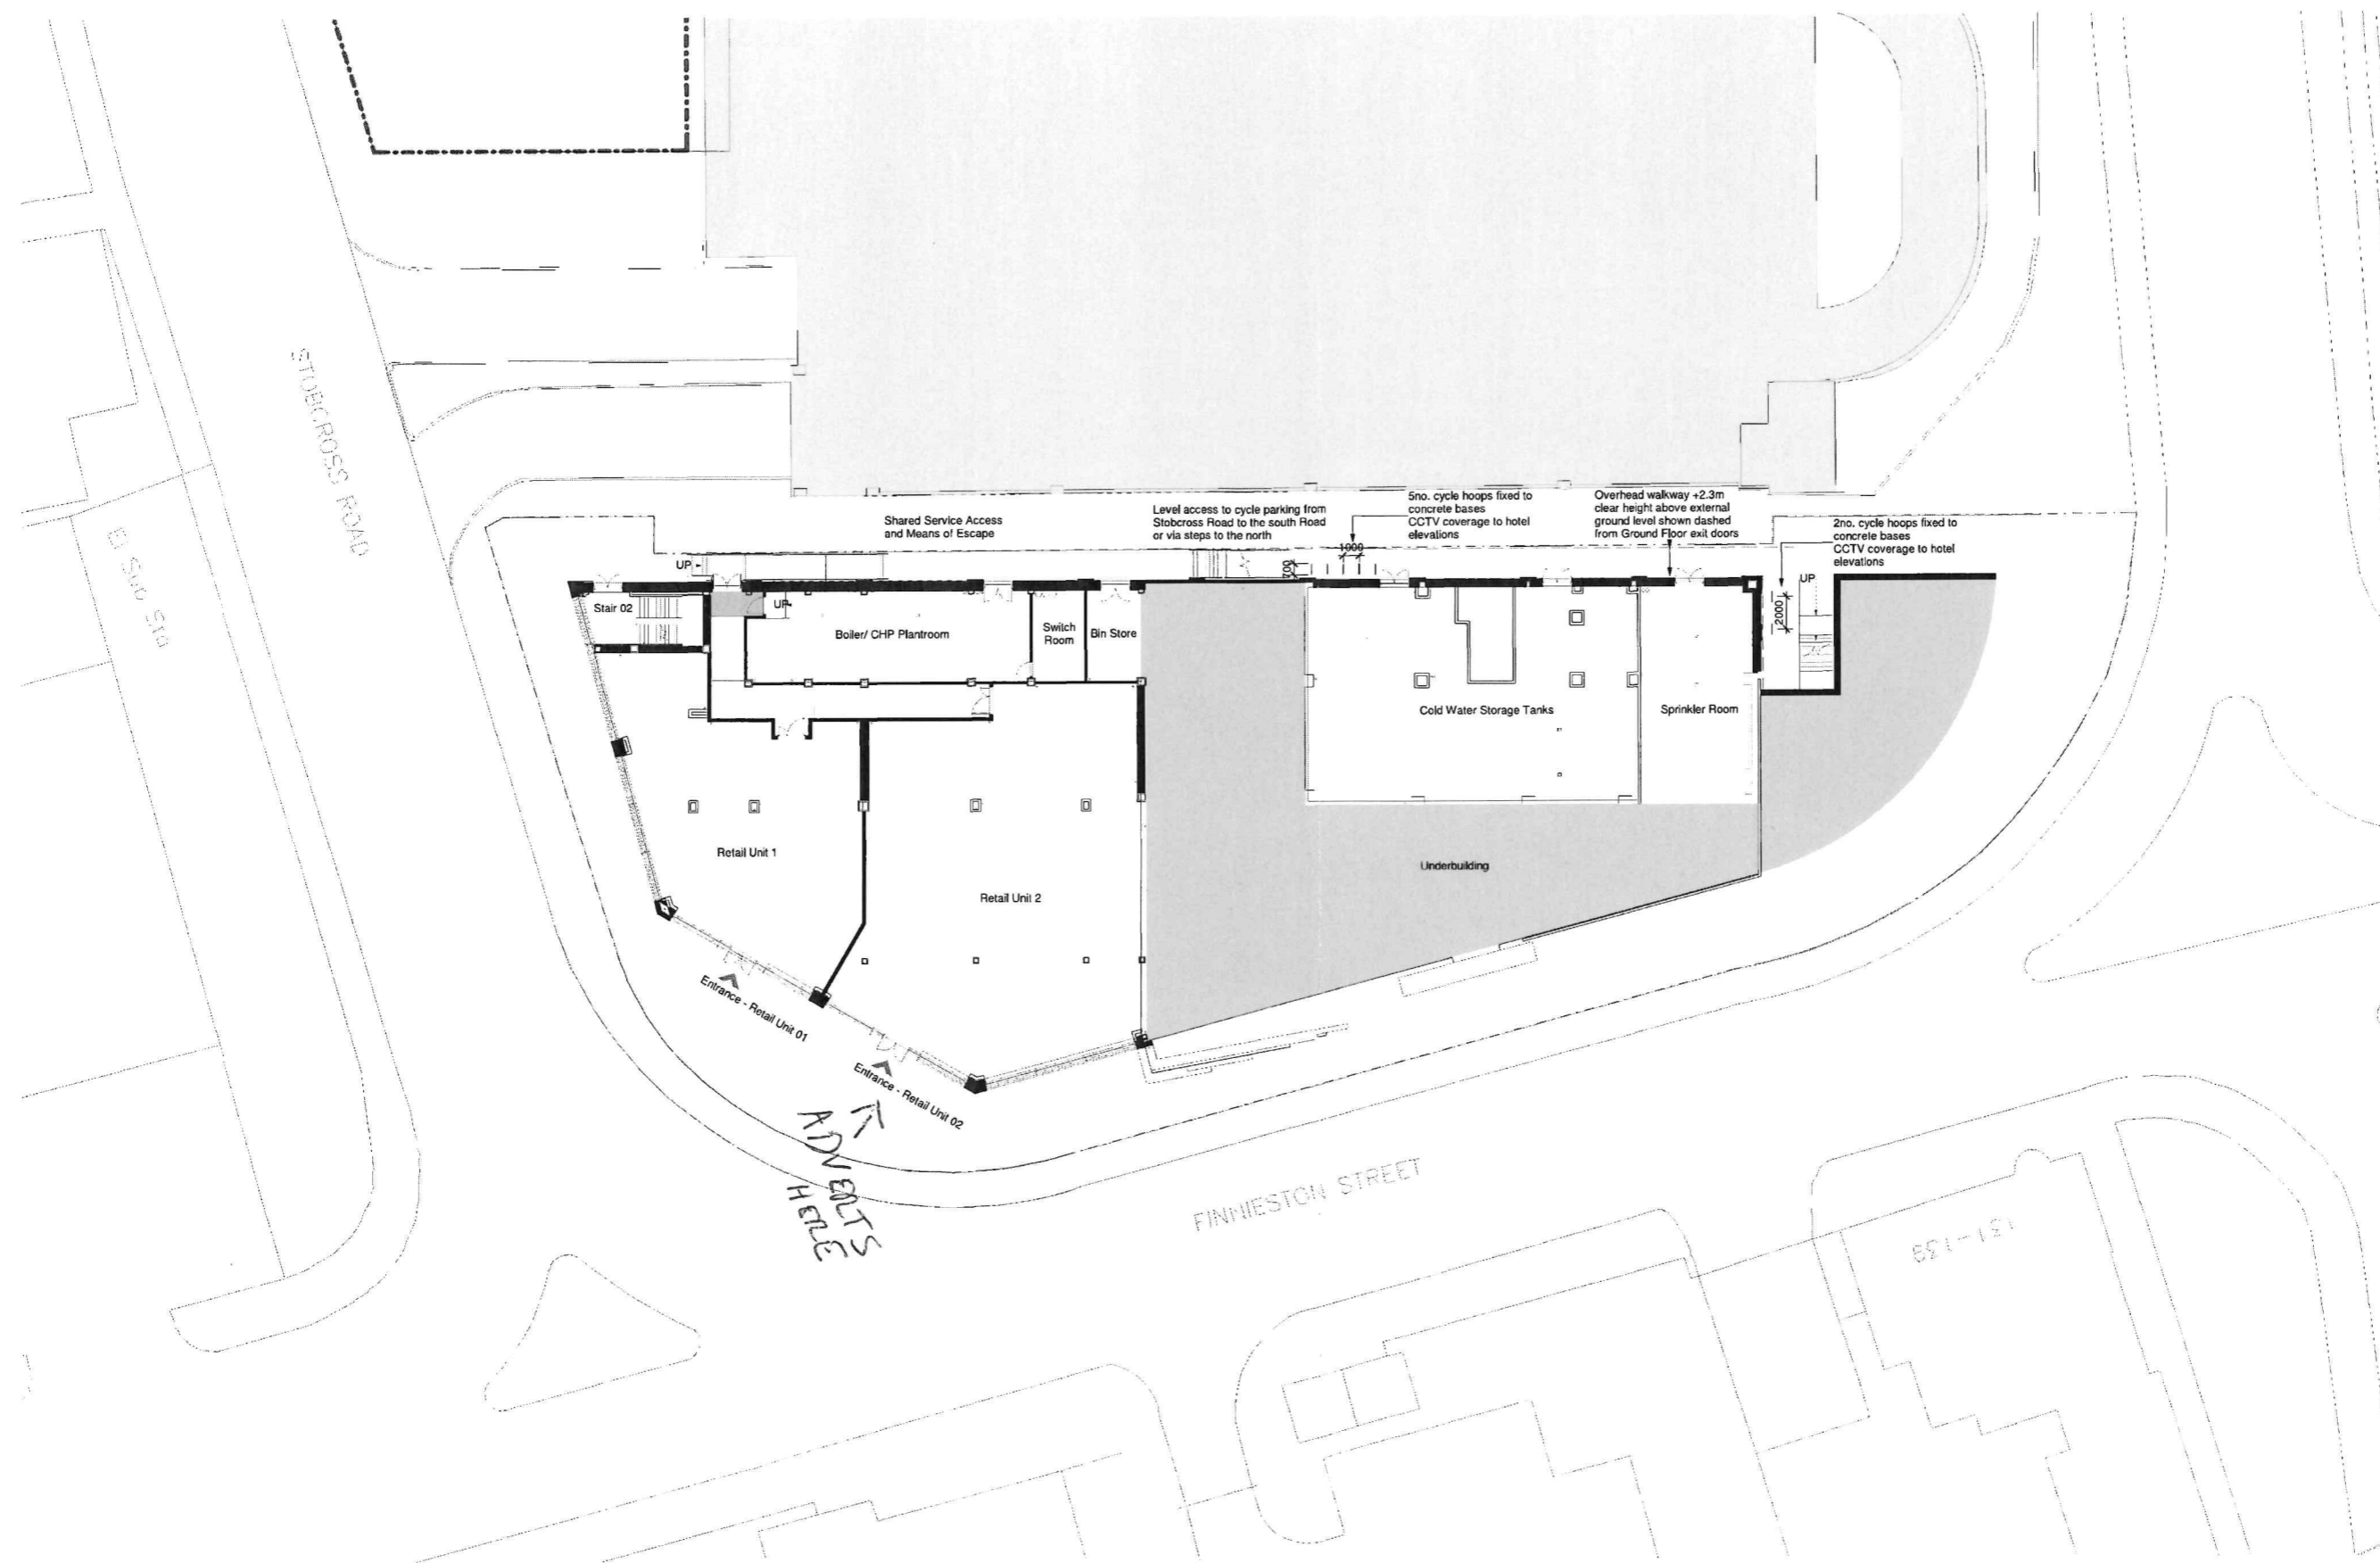 STOBCROSS ROAD
El Sub Sta
Shared Service Access
and Means of Escape
Level access to cycle parking from
Stobcross Road to the south Road
or via steps to the north
5no. cycle hoops fixed to
concrete bases
CCTV coverage to hotel
elevations
Overhead walkway +2.3m
clear height above external
ground level shown dashed
from Ground Floor exit doors
2no. cycle hoops fixed to
concrete bases
CCTV coverage to hotel
elevations
1000
700
UP
UP
UP
2000
Stair 02
Boiler/ CHP Plantroom
Switch
Room
Bin Store
Cold Water Storage Tanks
Sprinkler Room
Retail Unit 1
Retail Unit 2
Underbuilding
Entrance - Retail Unit 01
Entrance - Retail Unit 02
ADVERTS
HERE
FINNIESTON STREET
131-139